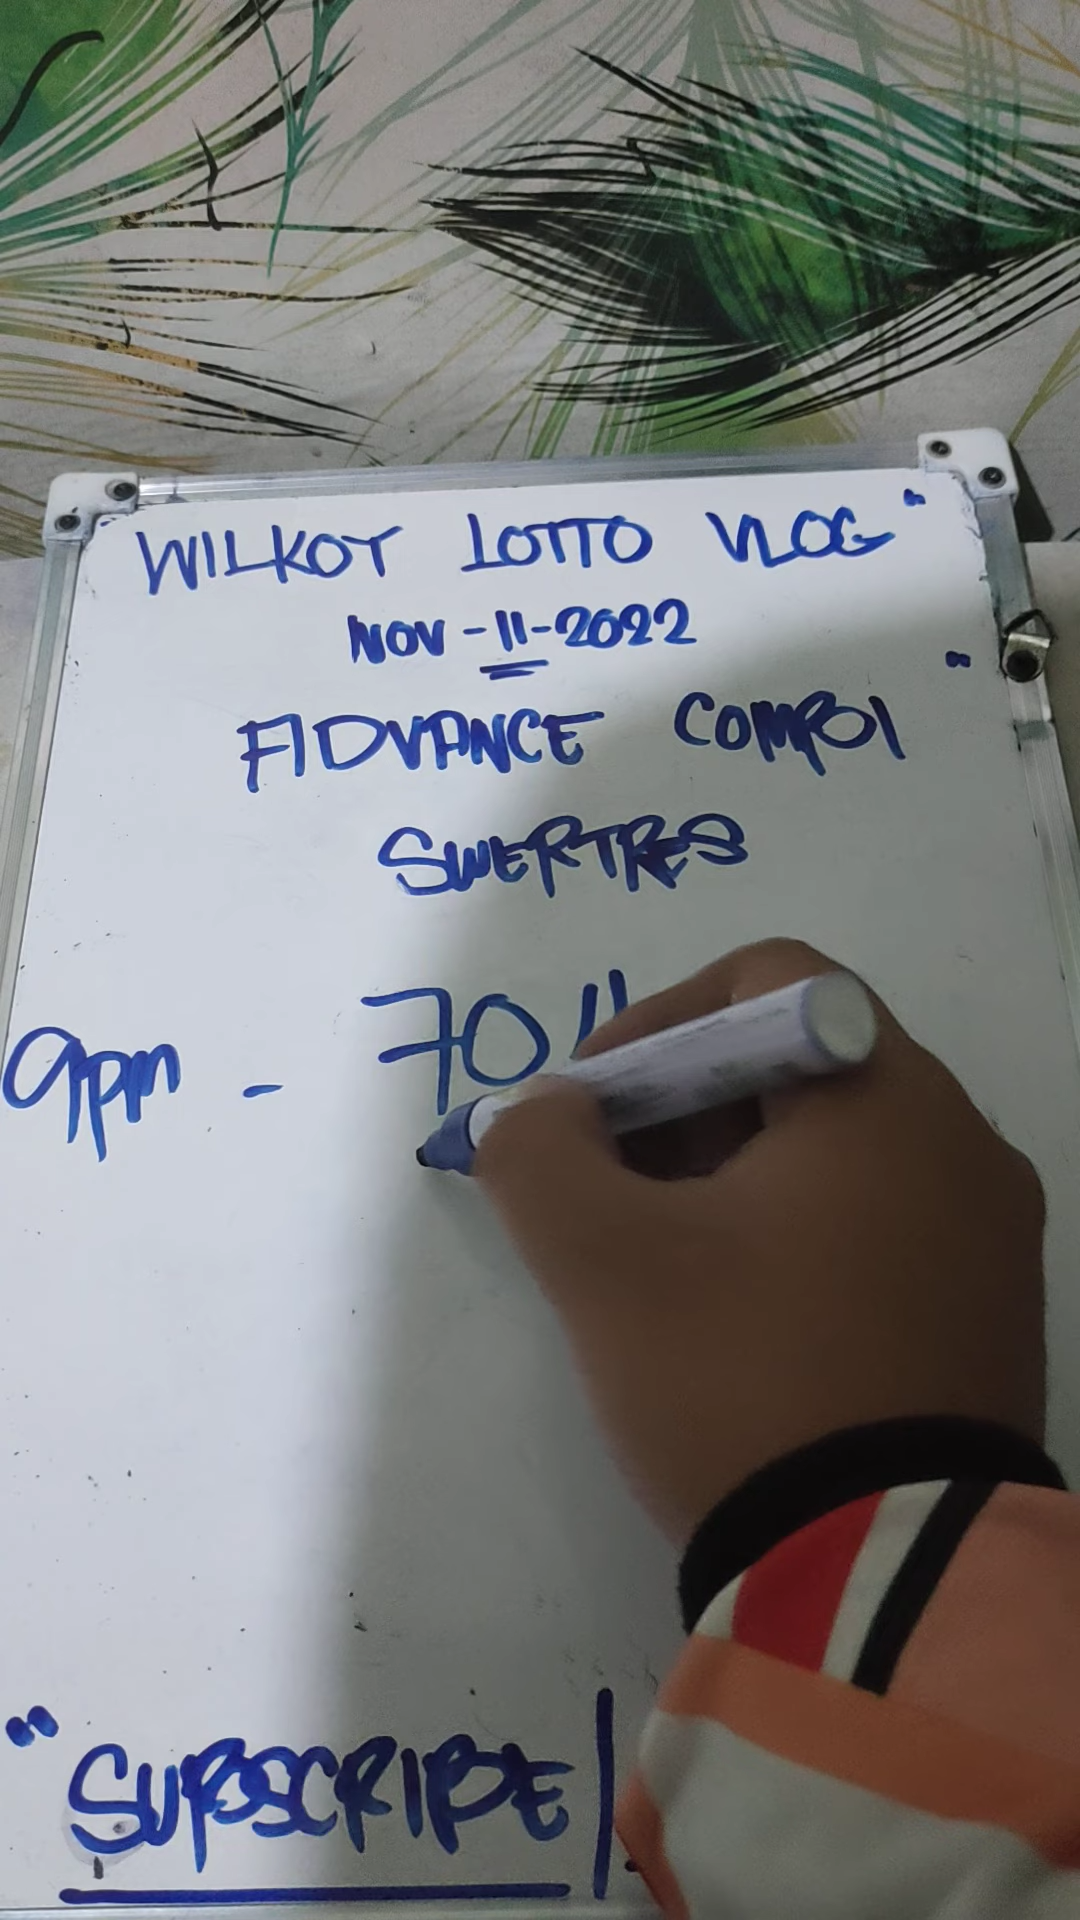 WILKOT LOTTO VLOG"
NOV-11-2022
ADVANCE COMBI "
SWERTRES
9pm - 70
"SUBSCRIBE